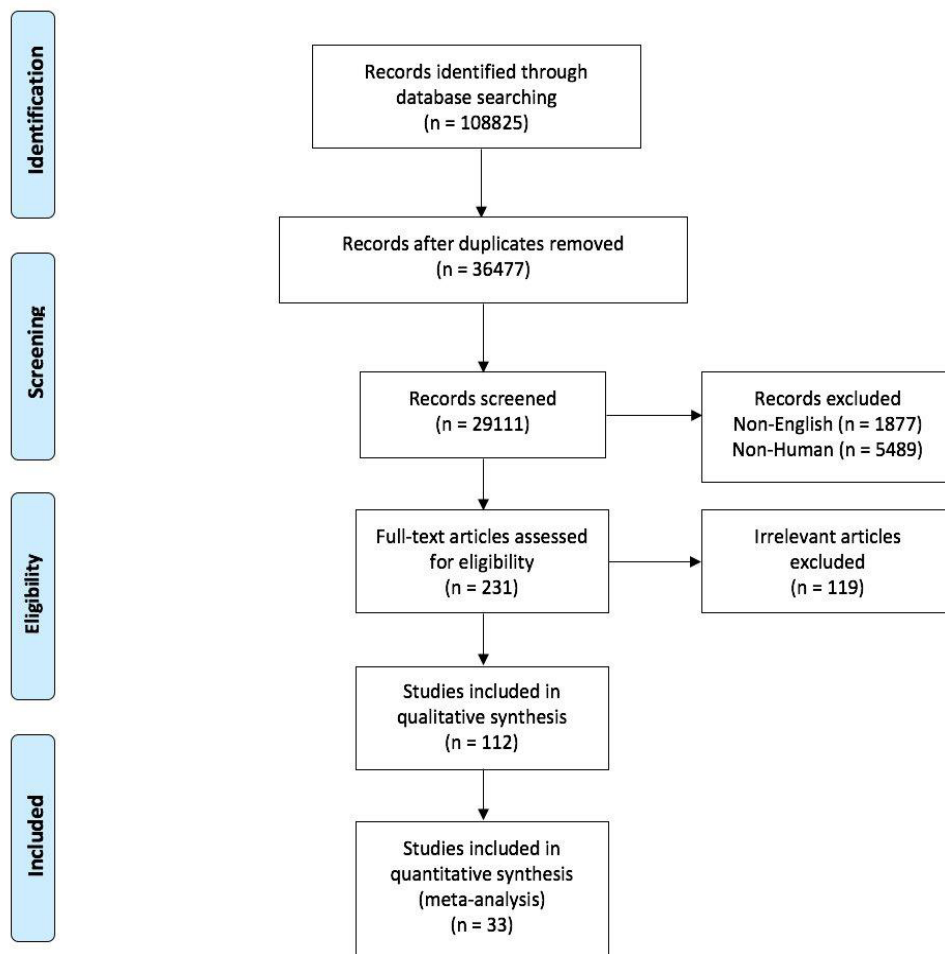 Identification
Records identified through
database searching
(n = 108825)
Records after duplicates removed
(n = 36477)
Screening
Records screened
(n = 29111)
Records excluded
Non-English (n = 1877)
Non-Human (n = 5489)
Eligibility
Full-text articles assessed
for eligibility
(n = 231)
Irrelevant articles
excluded
(n = 119)
Studies included in
qualitative synthesis
(n = 112)
Included
Studies included in
quantitative synthesis
(meta-analysis)
(n = 33)